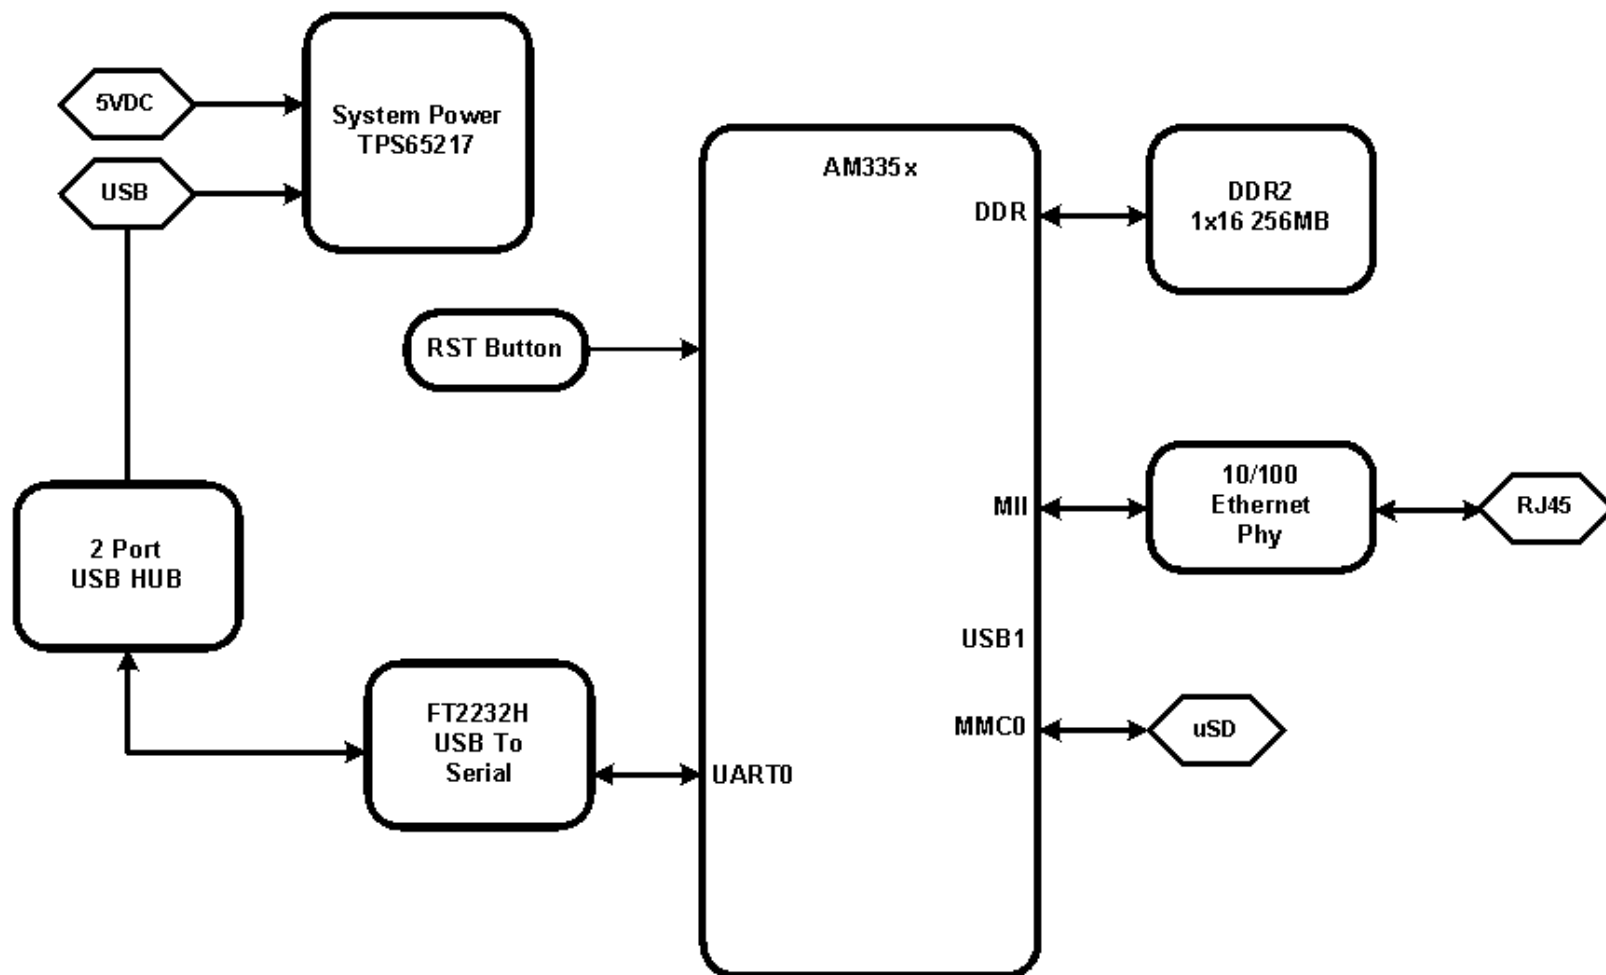 5VDC
System Power
TPS65217
USB
AM335x
DDR
DDR2
1x16 256MB
RST Button
MII
10/100
Ethernet
Phy
RJ45
2 Port
USB HUB
USB1
FT2232H
USB To
Serial
UART0
MMC0
uSD